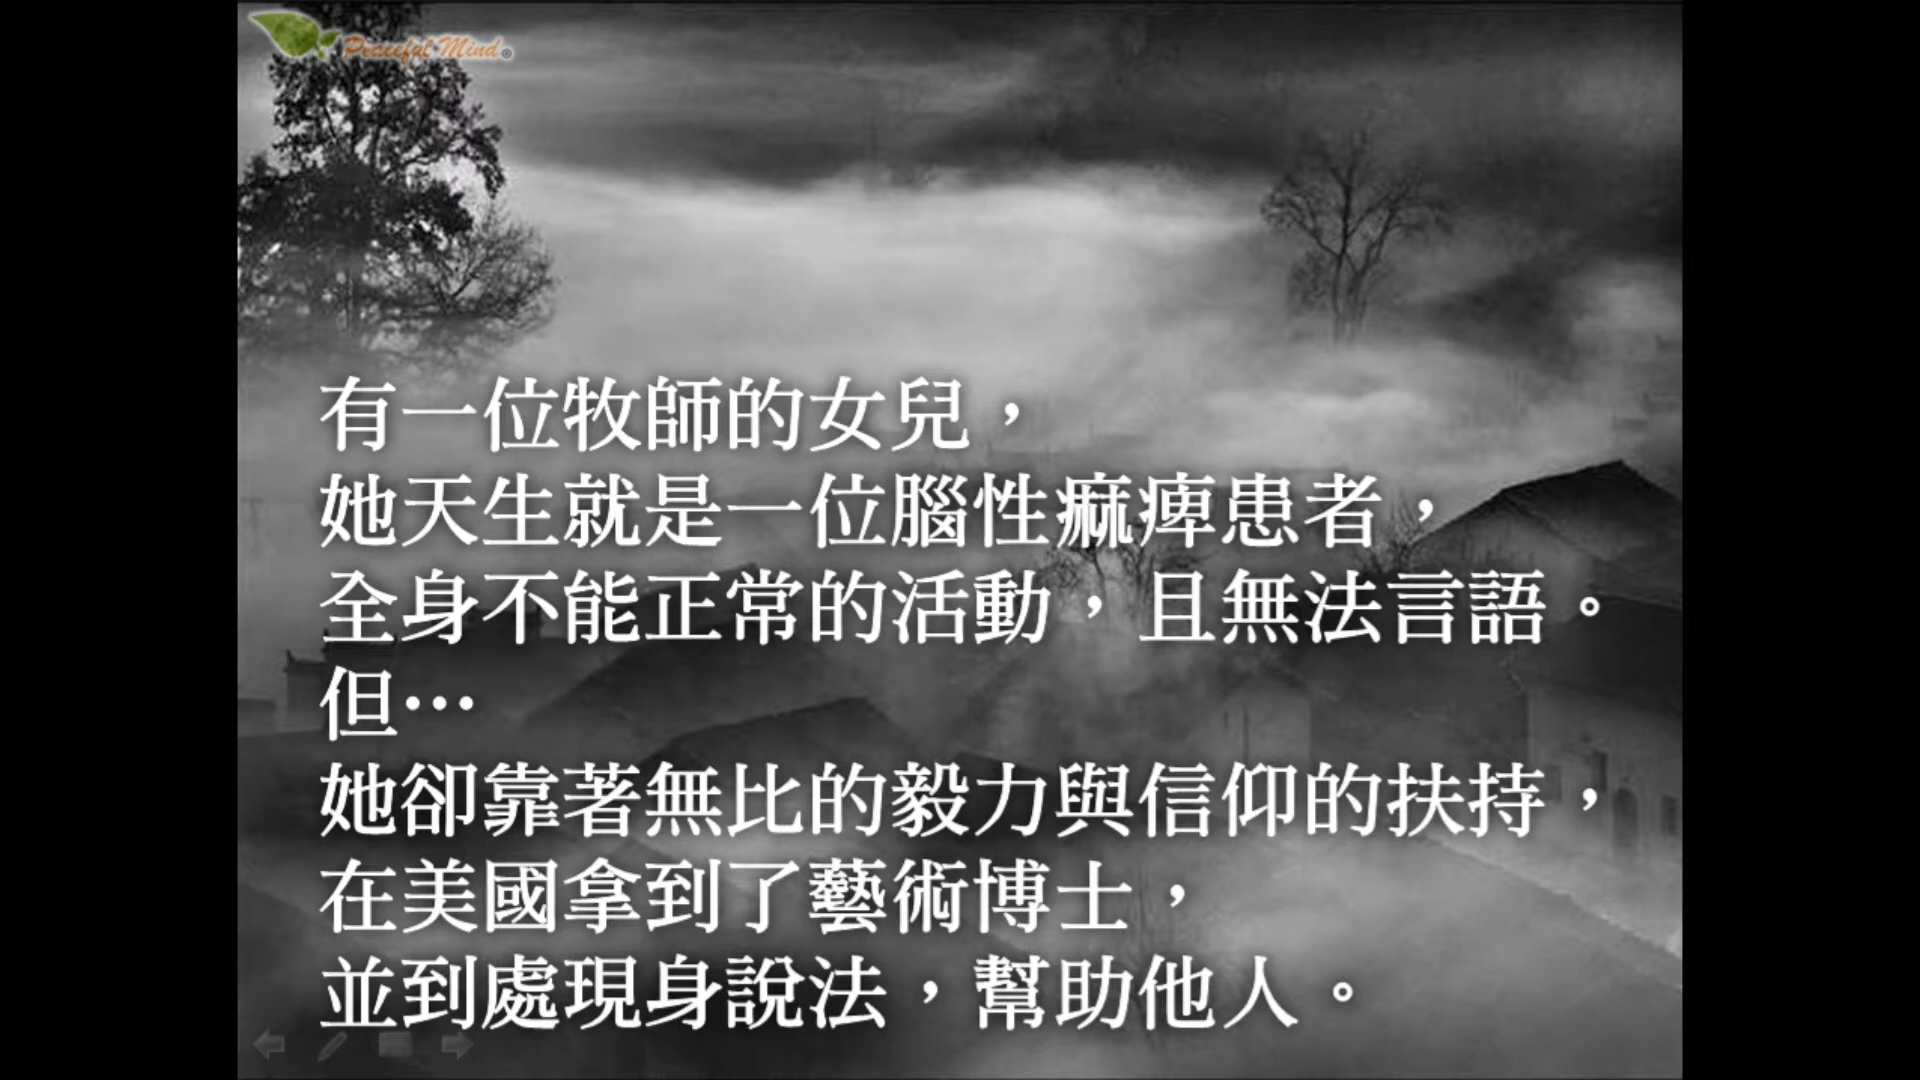 Peaceful Mind®
有一位牧師的女兒，
她天生就是一位腦性痲痺患者，
全身不能正常的活動，且無法言語。
但…
她卻靠著無比的毅力與信仰的扶持，
在美國拿到了藝術博士，
並到處現身說法，幫助他人。